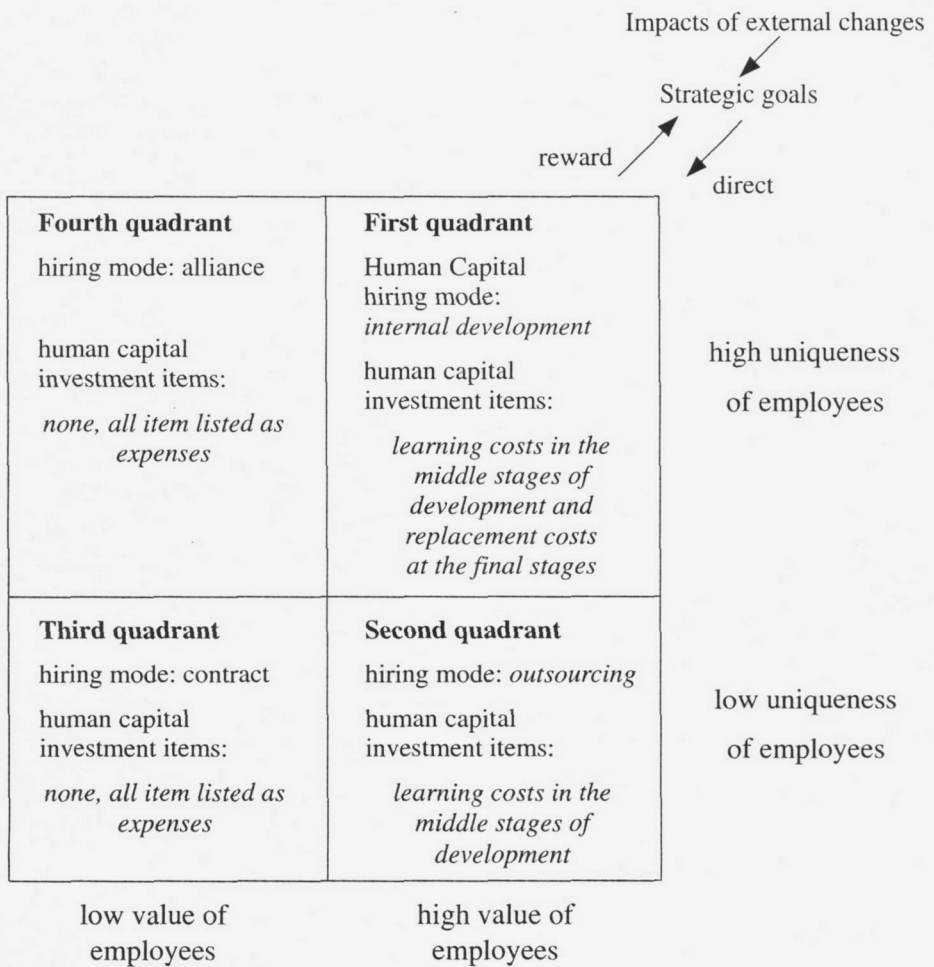 Impacts of external changes
Strategic goals
reward
direct
Fourth quadrant
hiring mode: alliance
human capital
investment items:
none, all item listed as
expenses
First quadrant
Human Capital
hiring mode:
internal development
human capital
investment items:
learning costs in the
middle stages of
development and
replacement costs
at the final stages
high uniqueness
of employees
Third quadrant
hiring mode: contract
human capital
investment items:
none, all item listed as
expenses
Second quadrant
hiring mode: outsourcing
human capital
investment items:
learning costs in the
middle stages of
development
low uniqueness
of employees
low value of
employees
high value of
employees